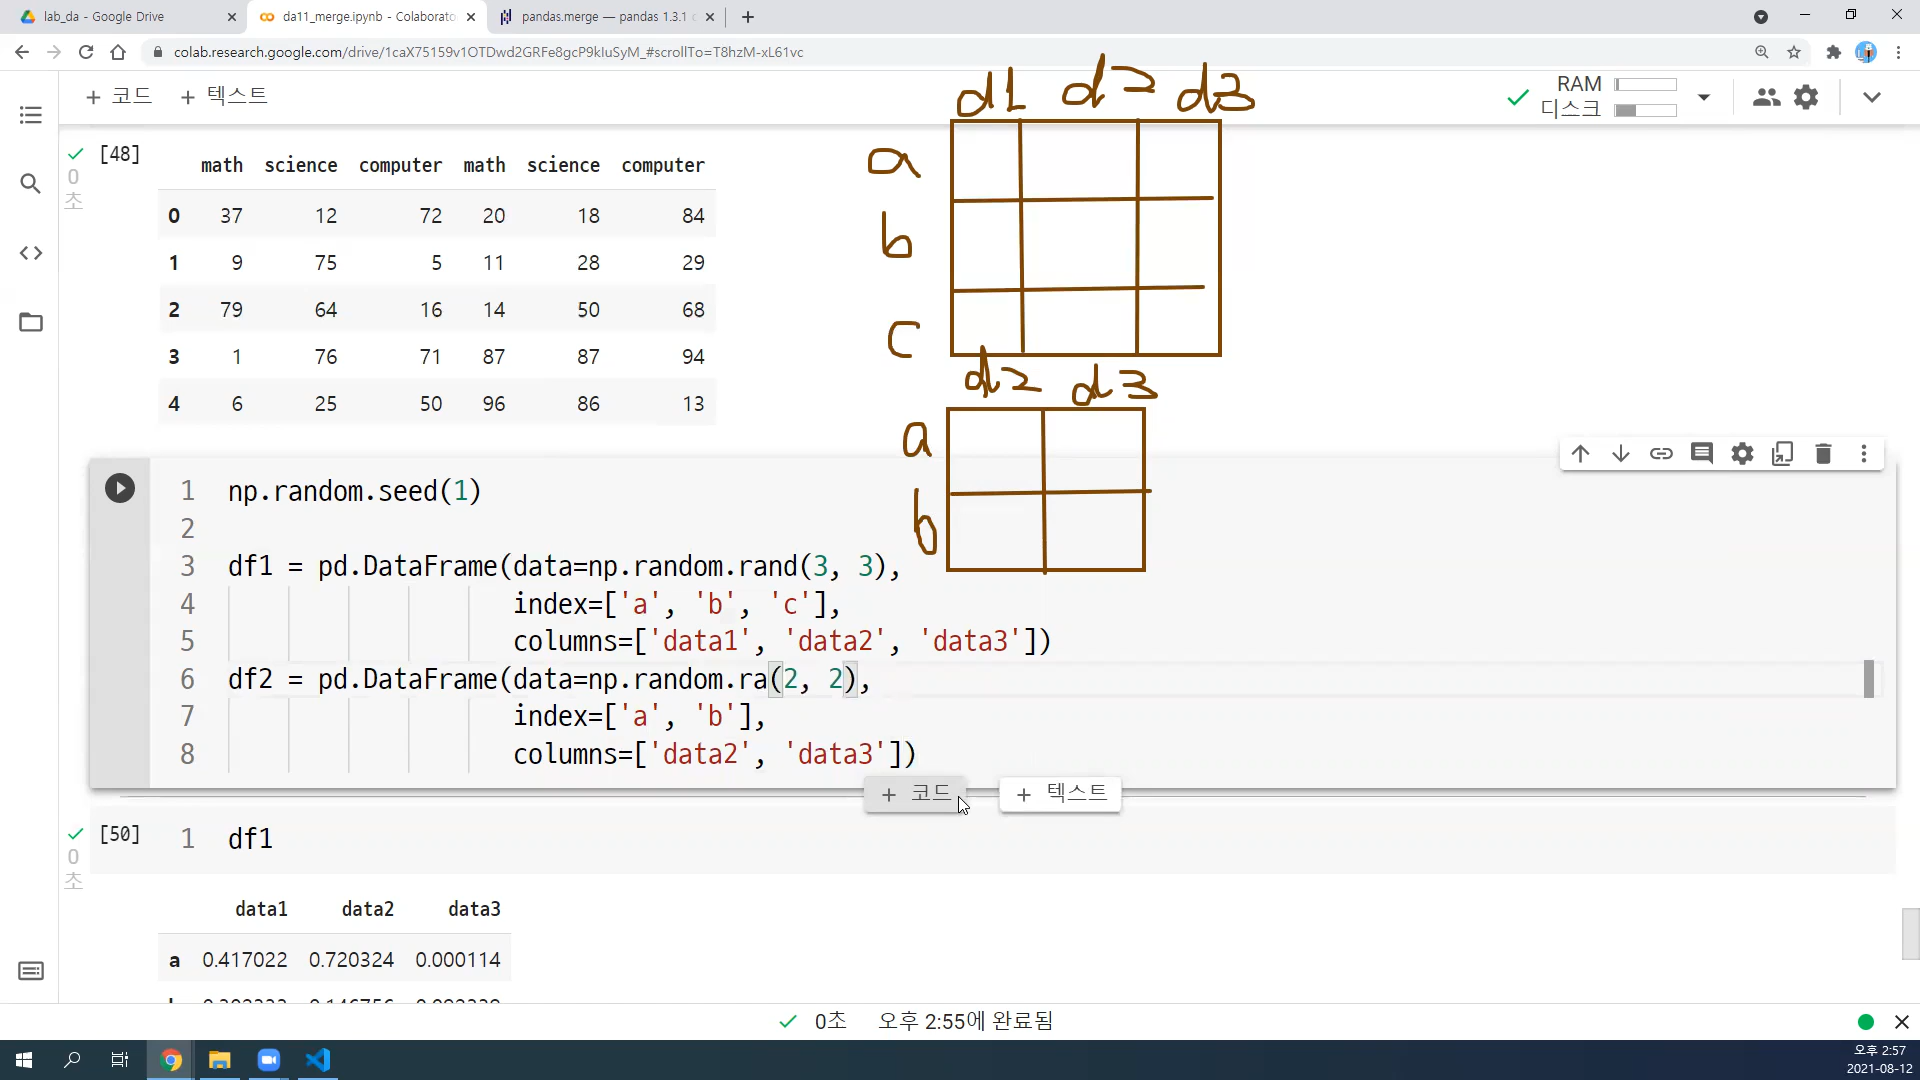 lab_da - Google Drive
da11_merge.ipynb - Colaborato
pandas.merge — pandas 1.3.1
colab.research.google.com/drive/1caX75159v1OTDwd2GRFe8gcP9kIuSyM_#scrollTo=T8hzM-xL61vc
+ 코드 + 텍스트
RAM
디스크
d1 d2 d3
a
b
c
[48]
0
초
math science computer math science computer
0 37 12 72 20 18 84
1 9 75 5 11 28 29
2 79 64 16 14 50 68
3 1 76 71 87 87 94
4 6 25 50 96 86 13
d2 d3
a
b
1 np.random.seed(1)
2
3 df1 = pd.DataFrame(data=np.random.rand(3, 3),
4 index=['a', 'b', 'c'],
5 columns=['data1', 'data2', 'data3'])
6 df2 = pd.DataFrame(data=np.random.ra(2, 2),
7 index=['a', 'b'],
8 columns=['data2', 'data3'])
+ 코드 + 텍스트
[50]
0
초
1 df1
data1 data2 data3
a 0.417022 0.720324 0.000114
0초 오후 2:55에 완료됨
오후 2:57
2021-08-12